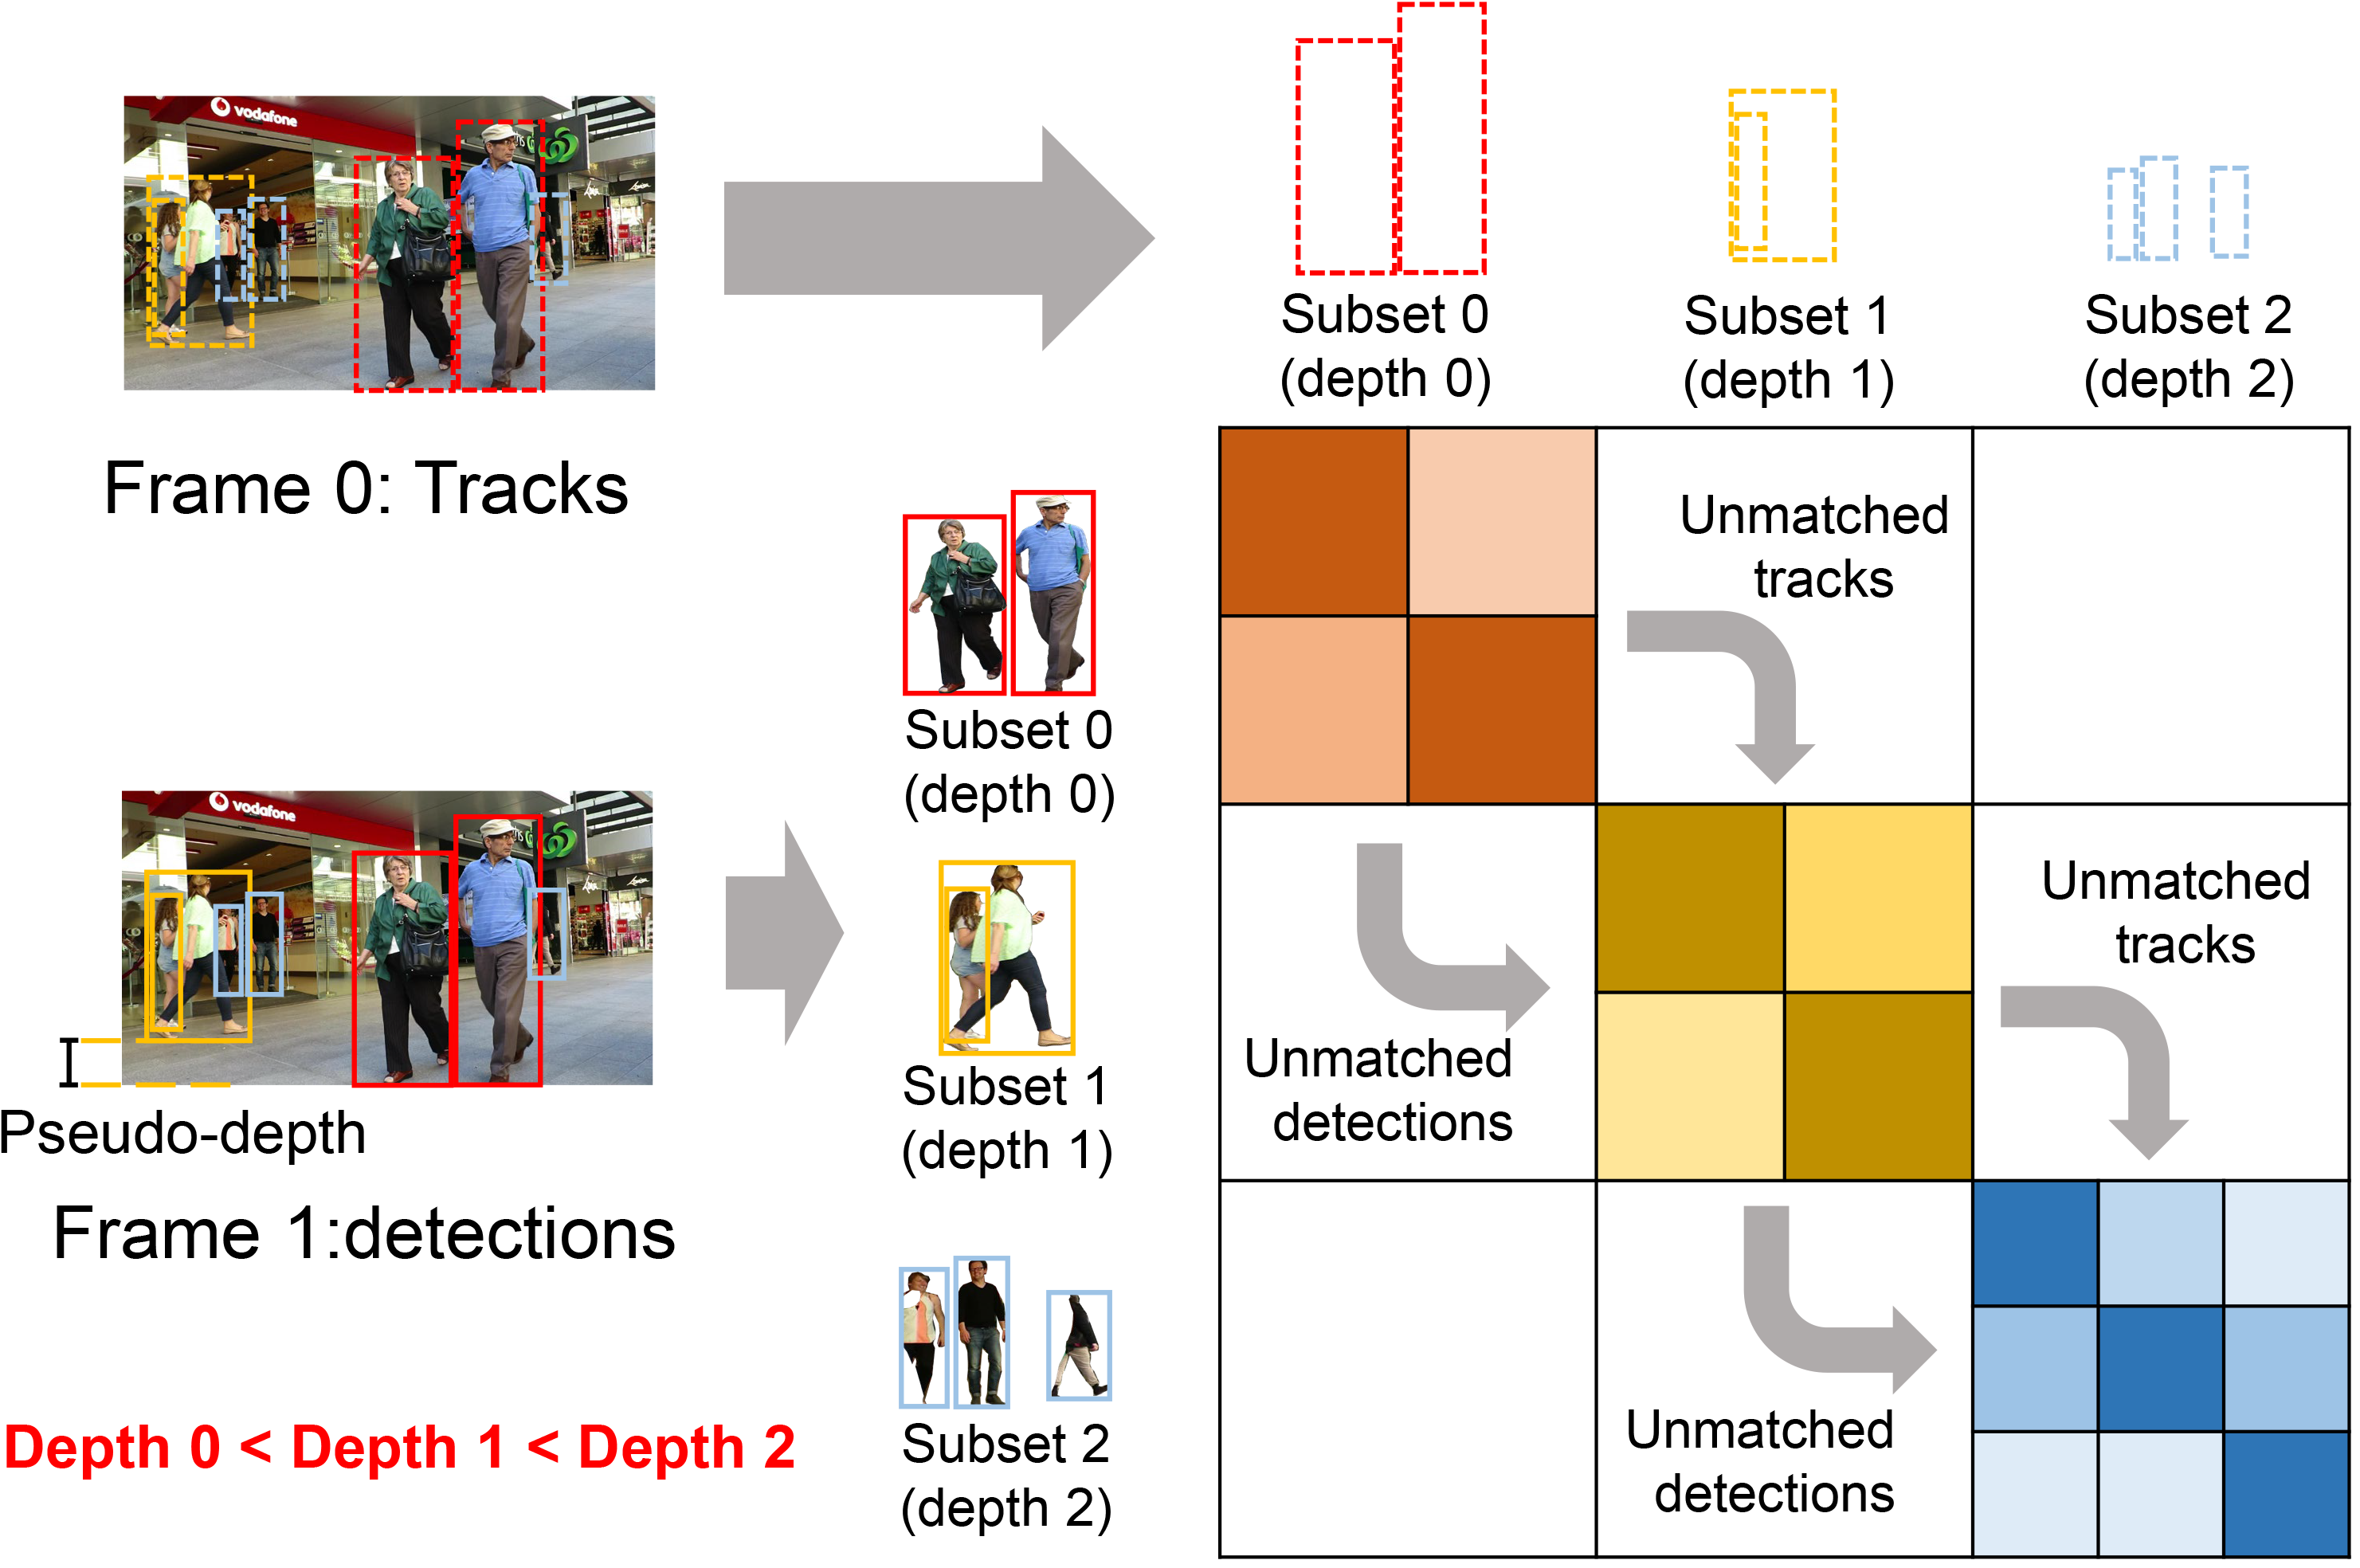 vodafone
Subset 0
(depth 0)
Subset 1
(depth 1)
Subset 2
(depth 2)
Frame 0: Tracks
Unmatched
tracks
Subset 0
(depth 0)
vodafone
Unmatched
tracks
Unmatched
detections
Pseudo-depth
Subset 1
(depth 1)
Frame 1:detections
Unmatched
detections
Depth 0 < Depth 1 < Depth 2
Subset 2
(depth 2)